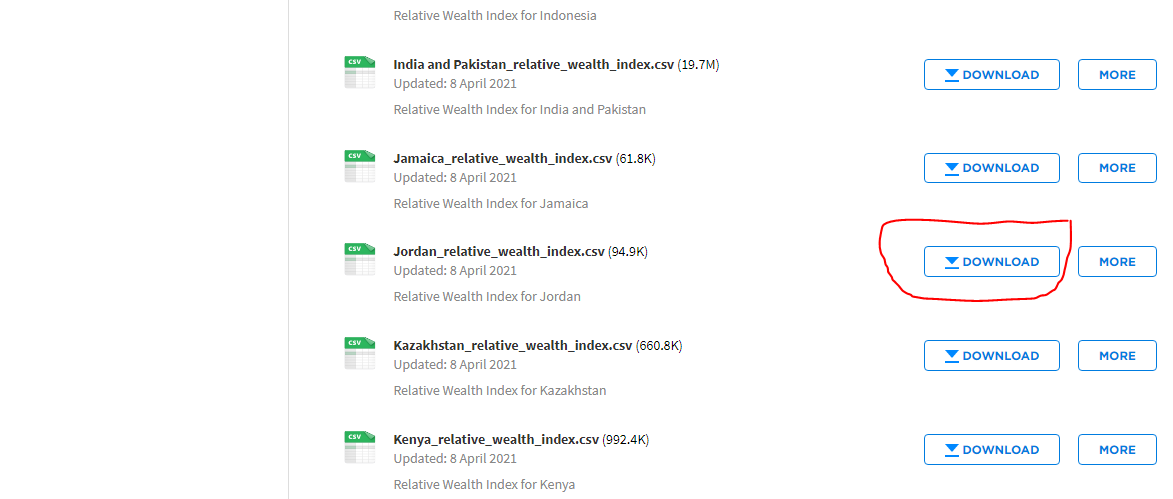 Relative Wealth Index for Indonesia
CSV
India and Pakistan_relative_wealth_index.csv (19.7M)
DOWNLOAD
MORE
Updated: 8 April 2021
Relative Wealth Index for India and Pakistan
CSV
Jamaica_relative_wealth_index.csv (61.8K)
DOWNLOAD
MORE
Updated: 8 April 2021
Relative Wealth Index for Jamaica
CSV
Jordan_relative_wealth_index.csv (94.9K)
DOWNLOAD
MORE
Updated: 8 April 2021
Relative Wealth Index for Jordan
CSV
Kazakhstan_relative_wealth_index.csv (660.8K)
DOWNLOAD
MORE
Updated: 8 April 2021
Relative Wealth Index for Kazakhstan
CSV
Kenya_relative_wealth_index.csv (992.4K)
DOWNLOAD
MORE
Updated: 8 April 2021
Relative Wealth Index for Kenya